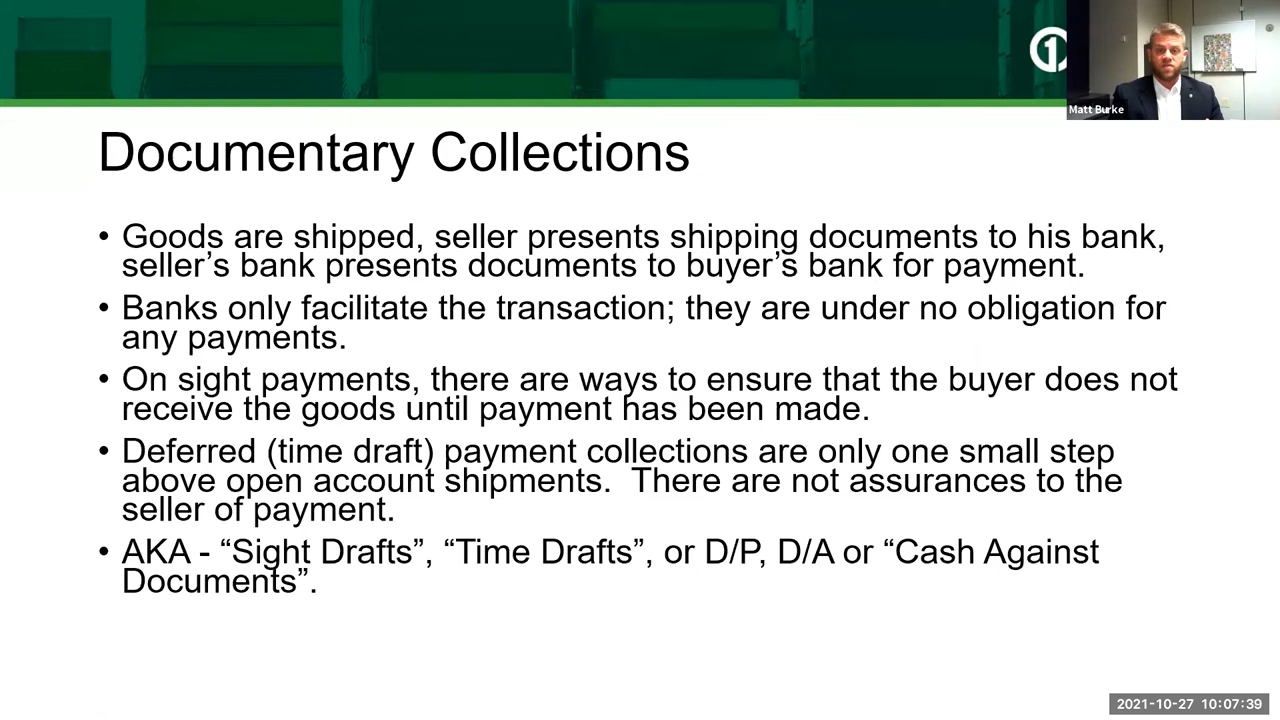 1
Matt Burke
Documentary Collections
• Goods are shipped, seller presents shipping documents to his bank,
seller’s bank presents documents to buyer’s bank for payment.
• Banks only facilitate the transaction; they are under no obligation for
any payments.
• On sight payments, there are ways to ensure that the buyer does not
receive the goods until payment has been made.
• Deferred (time draft) payment collections are only one small step
above open account shipments.  There are not assurances to the
seller of payment.
• AKA - “Sight Drafts”, “Time Drafts”, or D/P, D/A or “Cash Against
Documents”.
2021-10-27 10:07:39